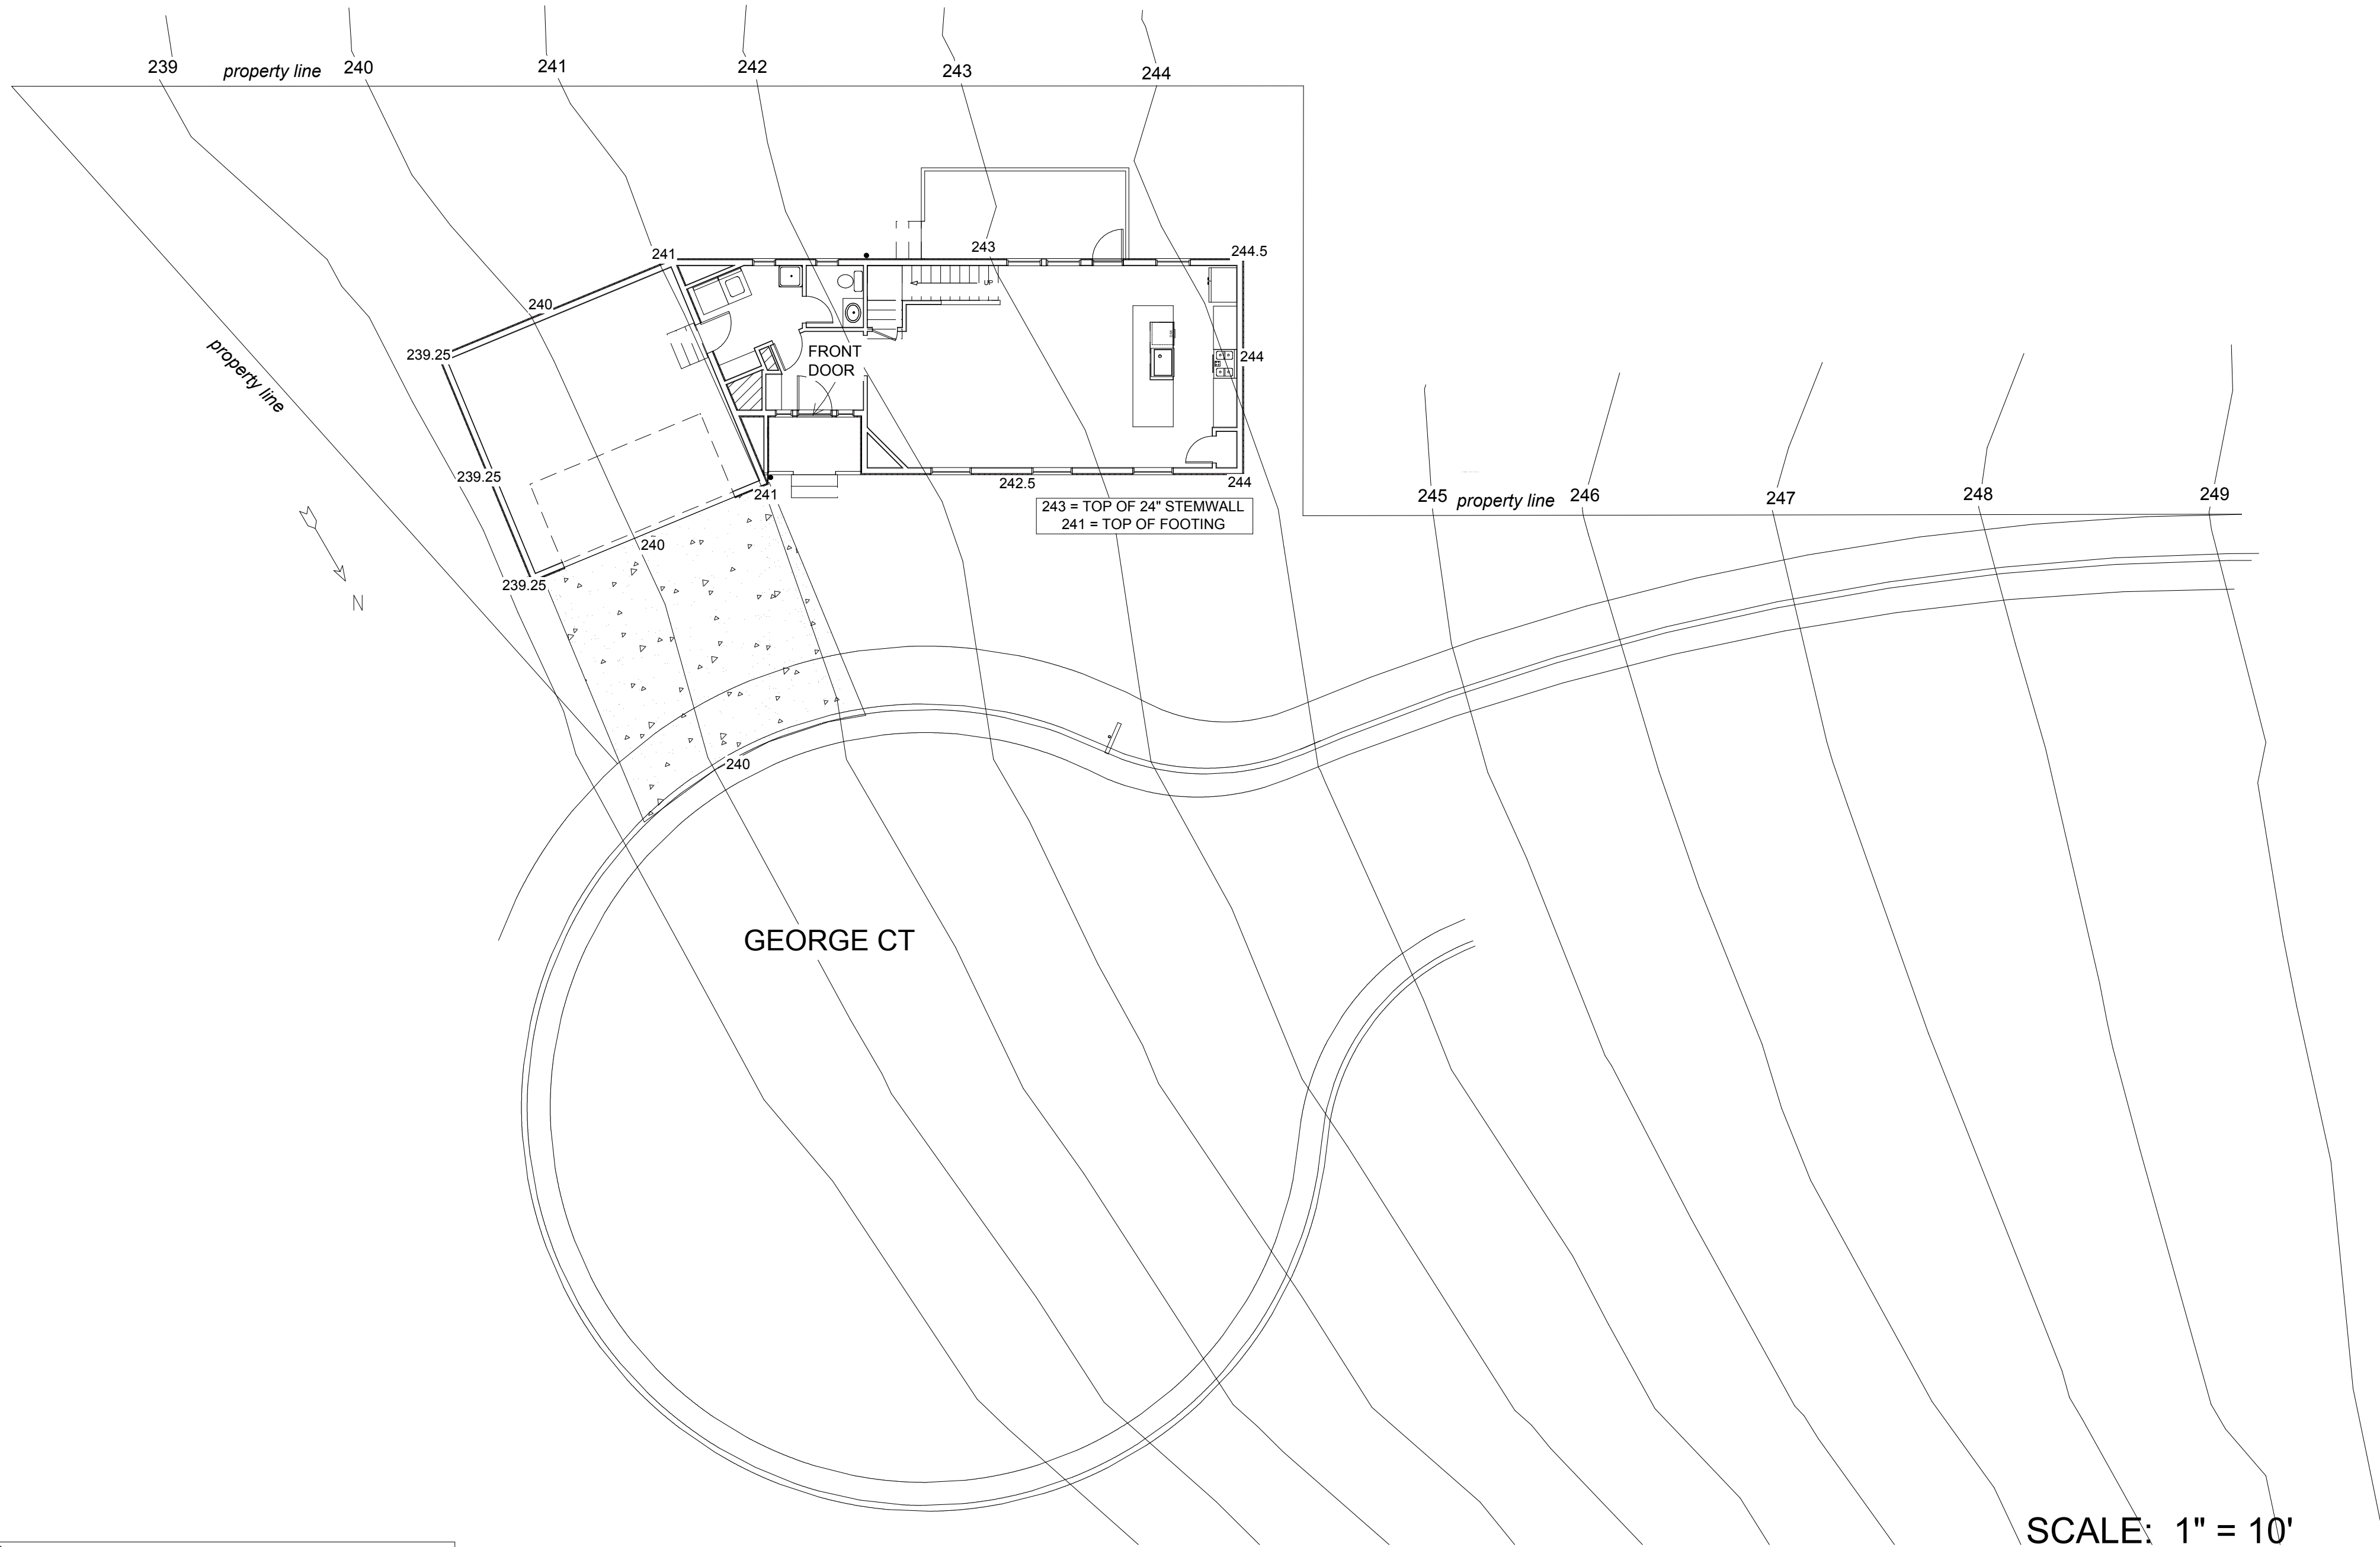 239
property line
240
241
242
243
244
241
243
244.5
UP
240
239.25
FRONT
DOOR
244
property line
239.25
241
242.5
244
243 = TOP OF 24" STEMWALL
241 = TOP OF FOOTING
245
property line
246
247
248
249
240
239.25
N
240
GEORGE CT
SCALE: 1" = 10'